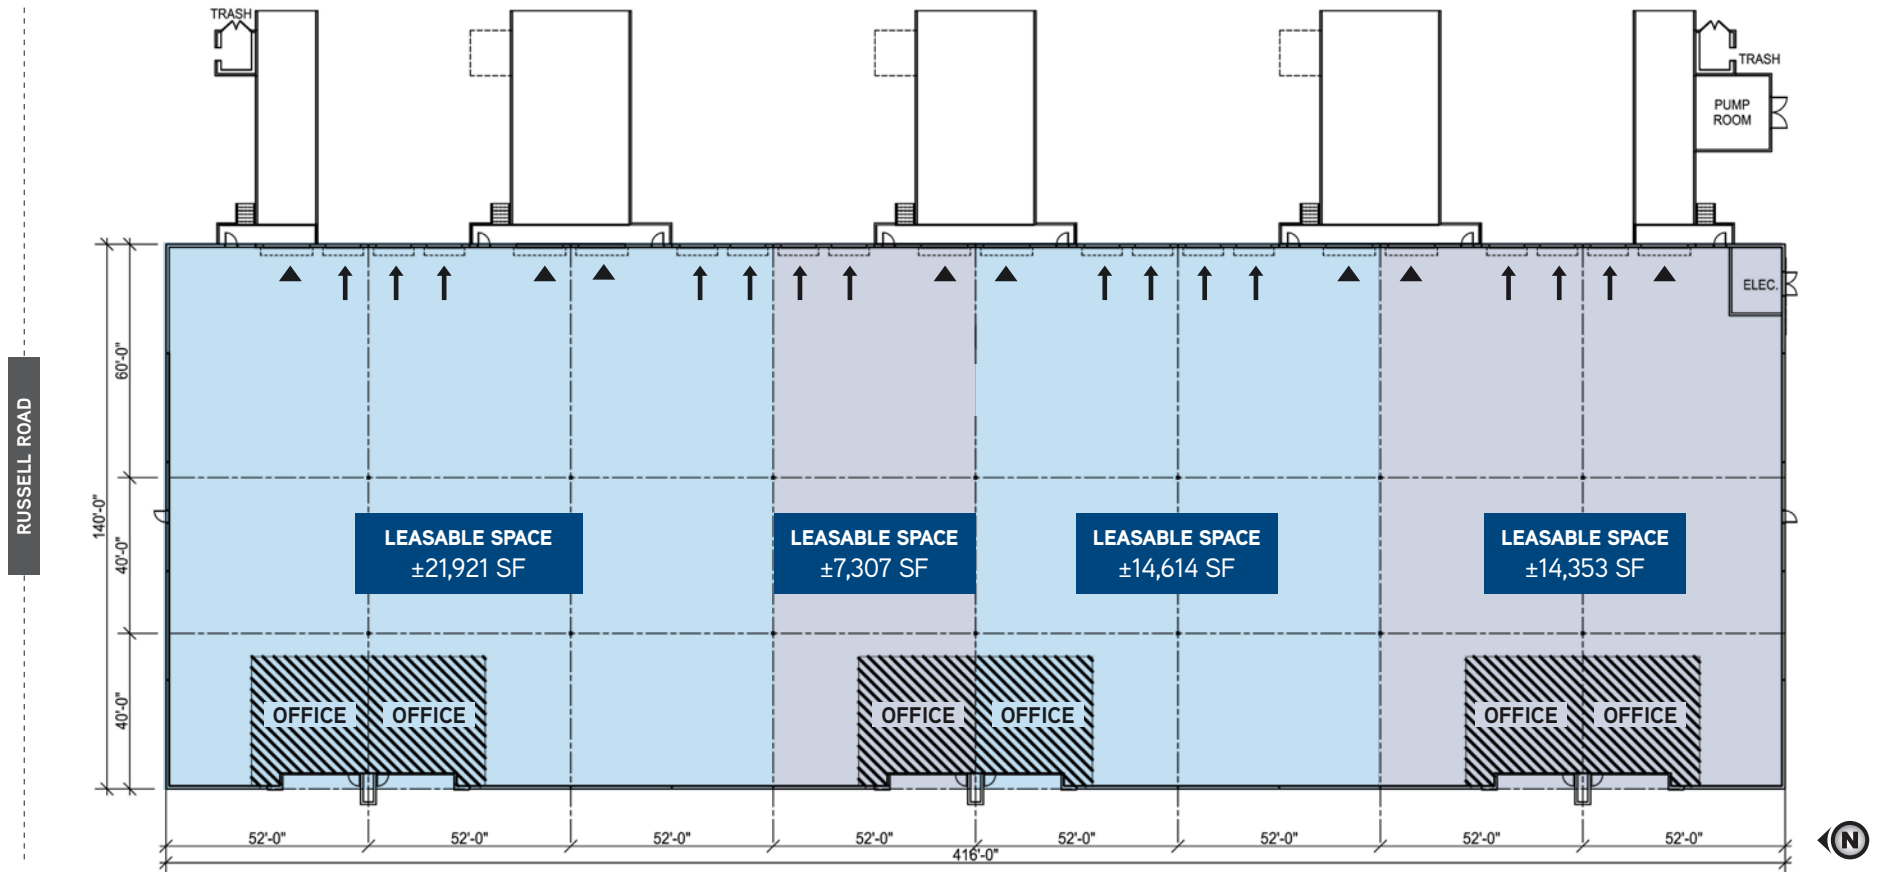 TRASH
TRASH
PUMP
ROOM
ELEC.
RUSSELL ROAD
60'-0"
140'-0"
40'-0"
40'-0"
LEASABLE SPACE
±21,921 SF
LEASABLE SPACE
±7,307 SF
LEASABLE SPACE
±14,614 SF
LEASABLE SPACE
±14,353 SF
OFFICE
OFFICE
OFFICE
OFFICE
OFFICE
OFFICE
52'-0"
52'-0"
52'-0"
52'-0"
52'-0"
52'-0"
52'-0"
52'-0"
416'-0"
N